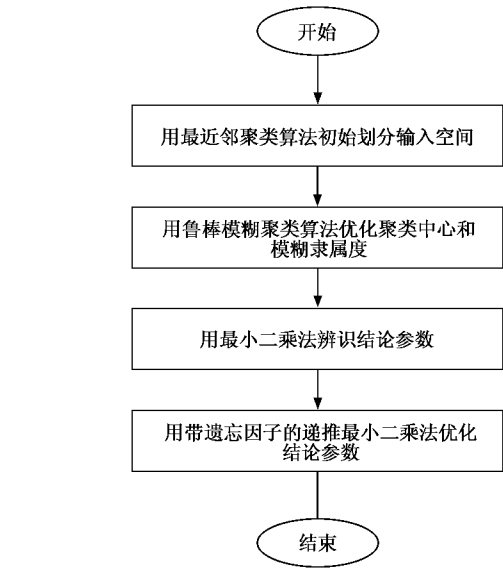 开始
用最近邻聚类算法初始划分输入空间
用鲁棒模糊聚类算法优化聚类中心和
模糊隶属度
用最小二乘法辨识结论参数
用带遗忘因子的递推最小二乘法优化
结论参数
结束